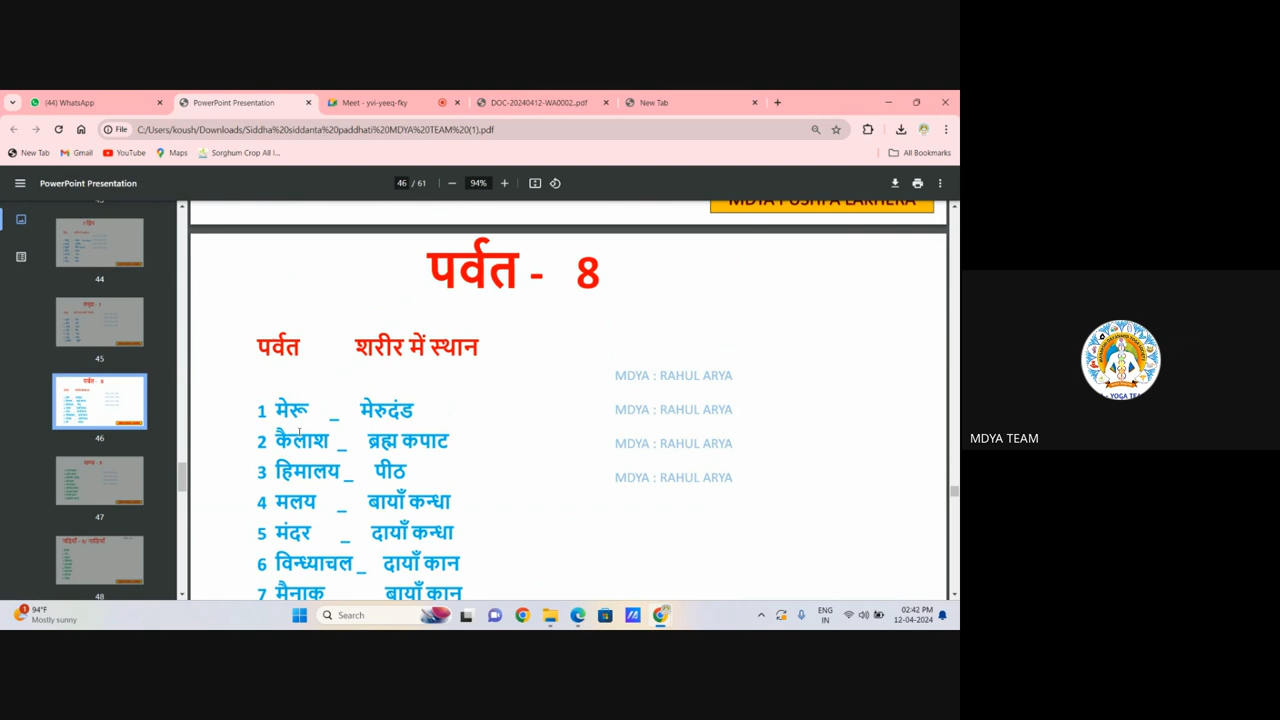 (44) WhatsApp
PowerPoint Presentation
Meet - yvi-yeeq-fky
DOC-20240412-WA0002..pdf
New Tab
File
C:/Users/koush/Downloads/Siddha%20siddanta%20paddhati%20MDYA%20TEAM%20(1).pdf
New Tab
Gmail
YouTube
Maps
Sorghum Crop All I...
All Bookmarks
PowerPoint Presentation
46 / 61
94%
MDYA PUSHPA LAKHERA
44
45
46
47
48
पर्वत - 8
पर्वत शरीर में स्थान
1 मेरू _ मेरुदंड
2 कैलाश _ ब्रह्म कपाट
3 हिमालय _ पीठ
4 मलय _ बायाँ कन्धा
5 मंदर _ दायाँ कन्धा
6 विन्ध्याचल _ दायाँ कान
7 मैनाक बायाँ कान
MDYA : RAHUL ARYA
MDYA : RAHUL ARYA
MDYA : RAHUL ARYA
MDYA : RAHUL ARYA
MDYA TEAM
94°F
Mostly sunny
Search
ENG
IN
02:42 PM
12-04-2024